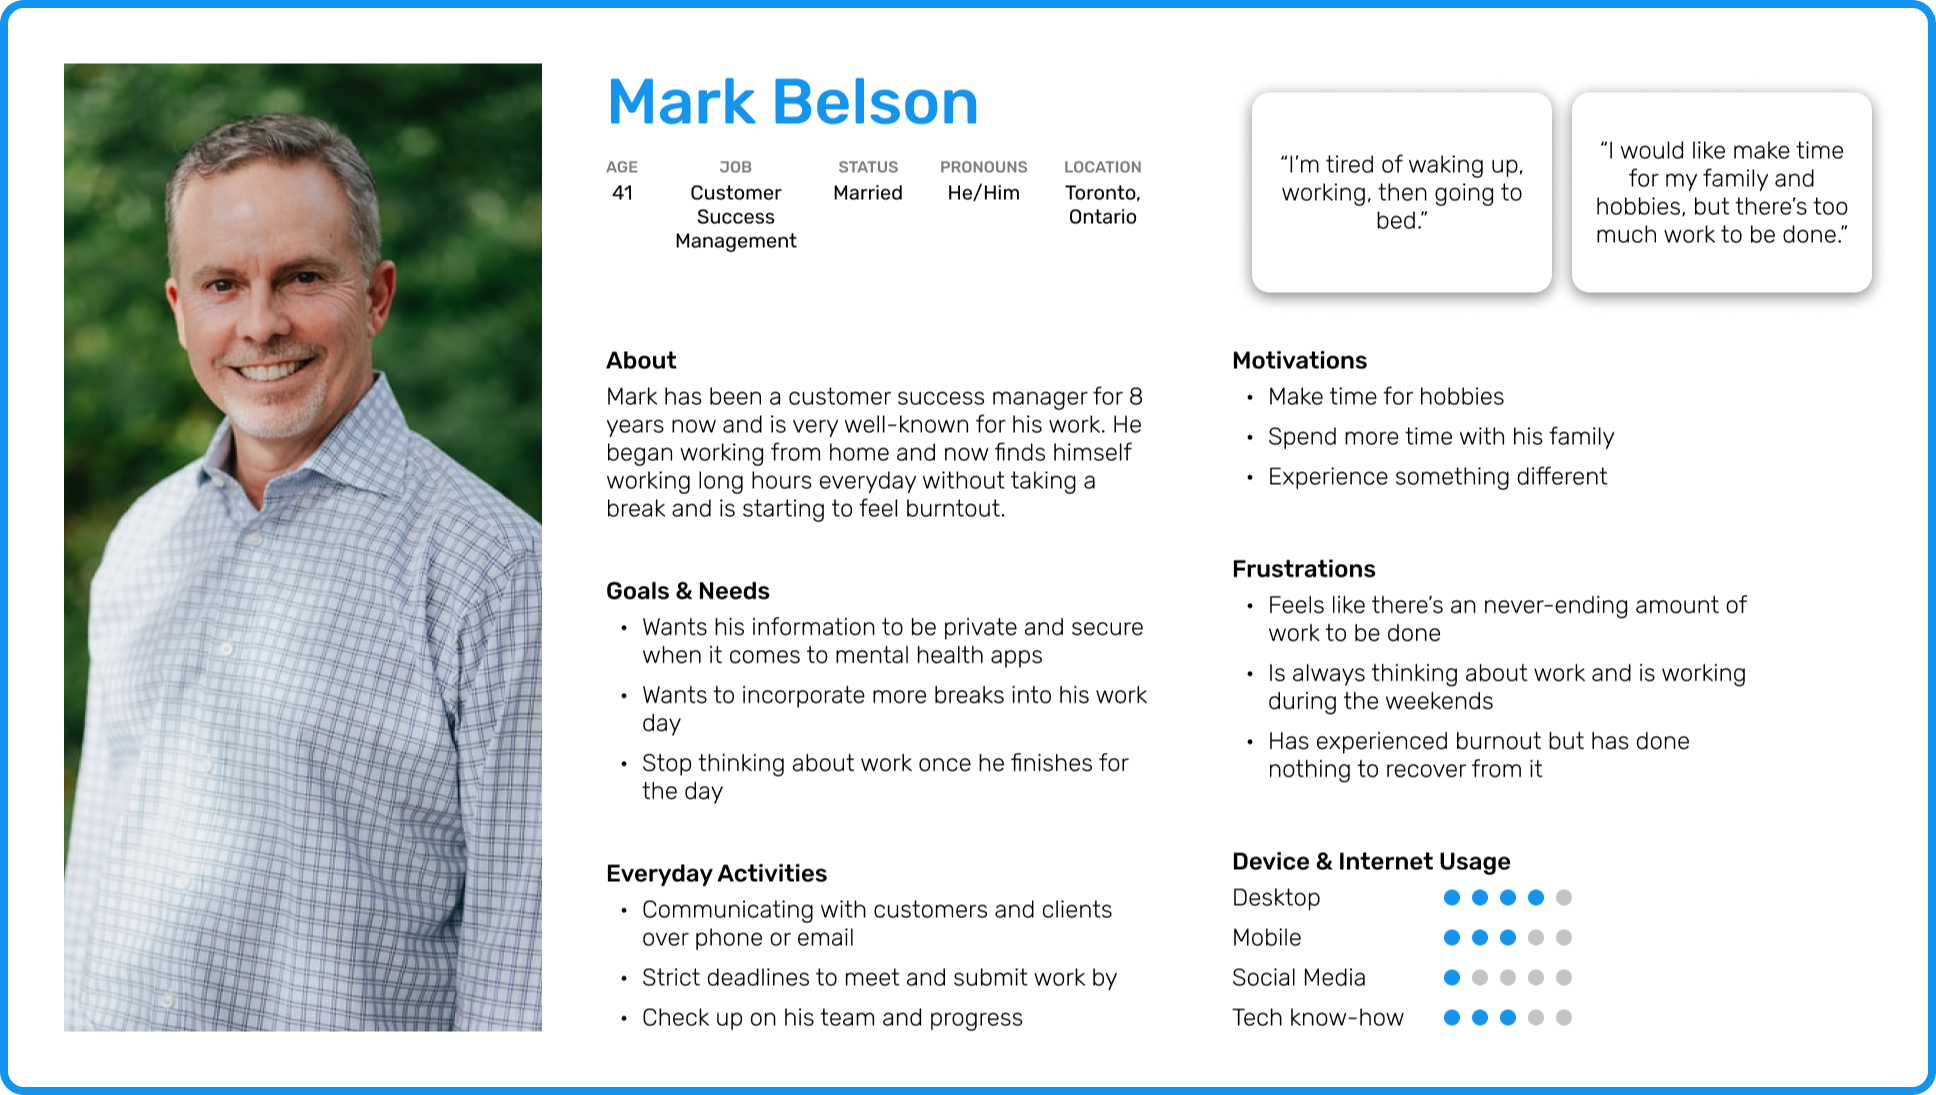 Mark Belson
AGE
41
JOB
Customer
Success
Management
STATUS
Married
PRONOUNS
He/Him
LOCATION
Toronto,
Ontario
“I’m tired of waking up,
working, then going to
bed.”
“I would like make time
for my family and
hobbies, but there’s too
much work to be done.”
About
Mark has been a customer success manager for 8
years now and is very well-known for his work. He
began working from home and now finds himself
working long hours everyday without taking a
break and is starting to feel burntout.
Goals & Needs
• Wants his information to be private and secure
when it comes to mental health apps
• Wants to incorporate more breaks into his work
day
• Stop thinking about work once he finishes for
the day
Everyday Activities
• Communicating with customers and clients
over phone or email
• Strict deadlines to meet and submit work by
• Check up on his team and progress
Motivations
• Make time for hobbies
• Spend more time with his family
• Experience something different
Frustrations
• Feels like there’s an never-ending amount of
work to be done
• Is always thinking about work and is working
during the weekends
• Has experienced burnout but has done
nothing to recover from it
Device & Internet Usage
Desktop
Mobile
Social Media
Tech know-how